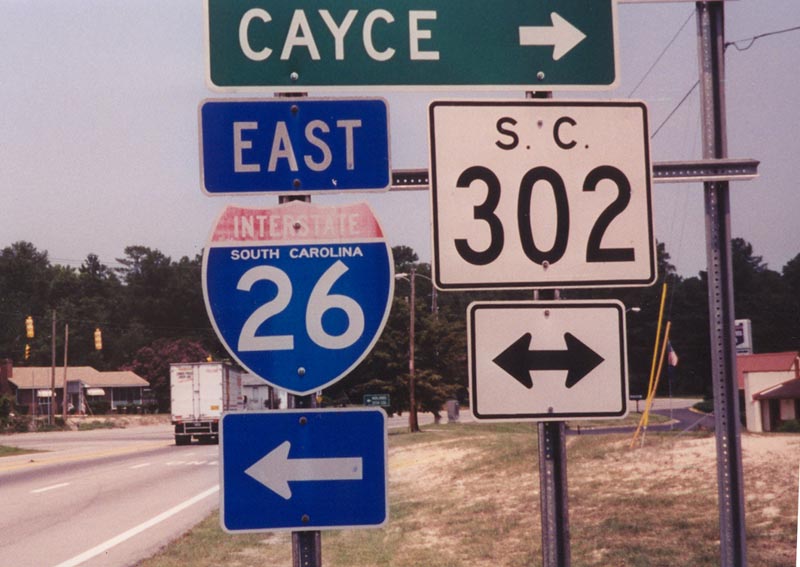 CAYCE
EAST
INTERSTATE
SOUTH CAROLINA
26
S. C.
302